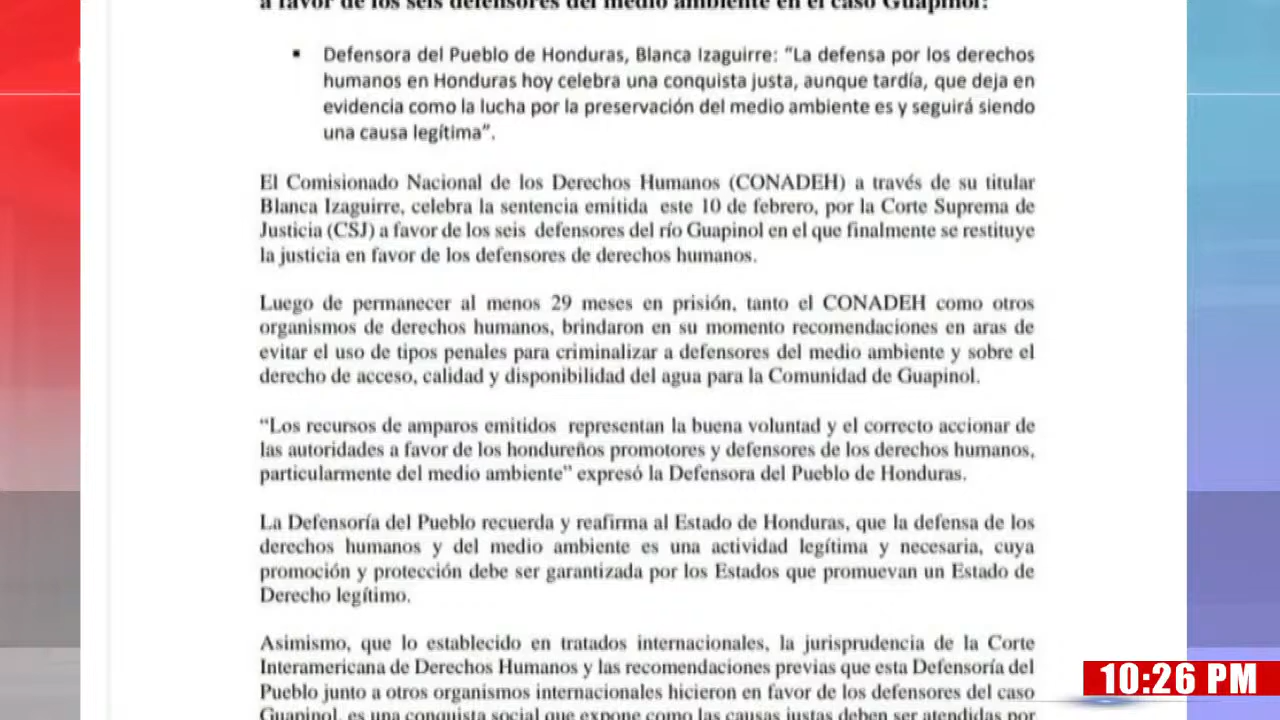 a favor de los seis defensores del medio ambiente en el caso Guapinol:
▪ Defensora del Pueblo de Honduras, Blanca Izaguirre: “La defensa por los derechos
humanos en Honduras hoy celebra una conquista justa, aunque tardía, que deja en
evidencia como la lucha por la preservación del medio ambiente es y seguirá siendo
una causa legítima”.
El Comisionado Nacional de los Derechos Humanos (CONADEH) a través de su titular
Blanca Izaguirre, celebra la sentencia emitida este 10 de febrero, por la Corte Suprema de
Justicia (CSJ) a favor de los seis defensores del río Guapinol en el que finalmente se restituye
la justicia en favor de los defensores de derechos humanos.
Luego de permanecer al menos 29 meses en prisión, tanto el CONADEH como otros
organismos de derechos humanos, brindaron en su momento recomendaciones en aras de
evitar el uso de tipos penales para criminalizar a defensores del medio ambiente y sobre el
derecho de acceso, calidad y disponibilidad del agua para la Comunidad de Guapinol.
“Los recursos de amparos emitidos representan la buena voluntad y el correcto accionar de
las autoridades a favor de los hondureños promotores y defensores de los derechos humanos,
particularmente del medio ambiente” expresó la Defensora del Pueblo de Honduras.
La Defensoría del Pueblo recuerda y reafirma al Estado de Honduras, que la defensa de los
derechos humanos y del medio ambiente es una actividad legítima y necesaria, cuya
promoción y protección debe ser garantizada por los Estados que promuevan un Estado de
Derecho legítimo.
Asimismo, que lo establecido en tratados internacionales, la jurisprudencia de la Corte
Interamericana de Derechos Humanos y las recomendaciones previas que esta Defensoría del
Pueblo junto a otros organismos internacionales hicieron en favor de los defensores del caso
Guapinol, es una conquista social que expone como las causas justas deben ser atendidas por
10:26 PM